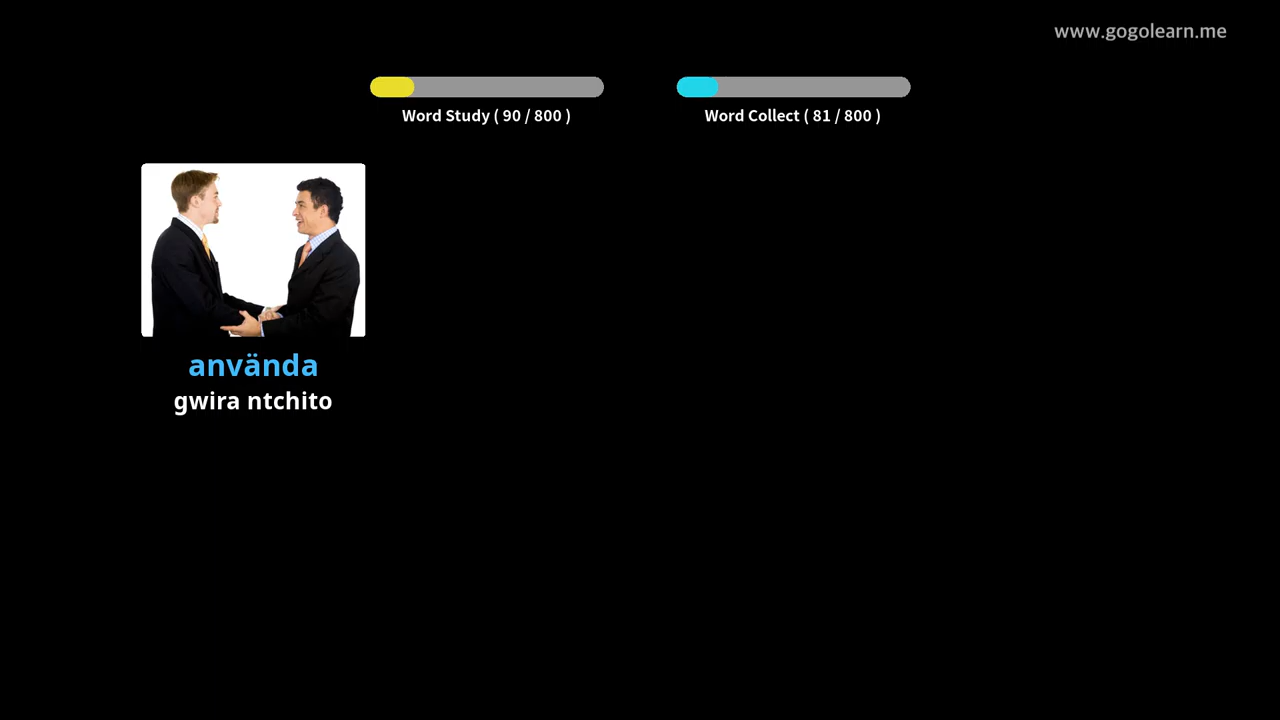 www.gogolearn.me
Word Study ( 90 / 800 )
Word Collect ( 81 / 800 )
använda
gwira ntchito